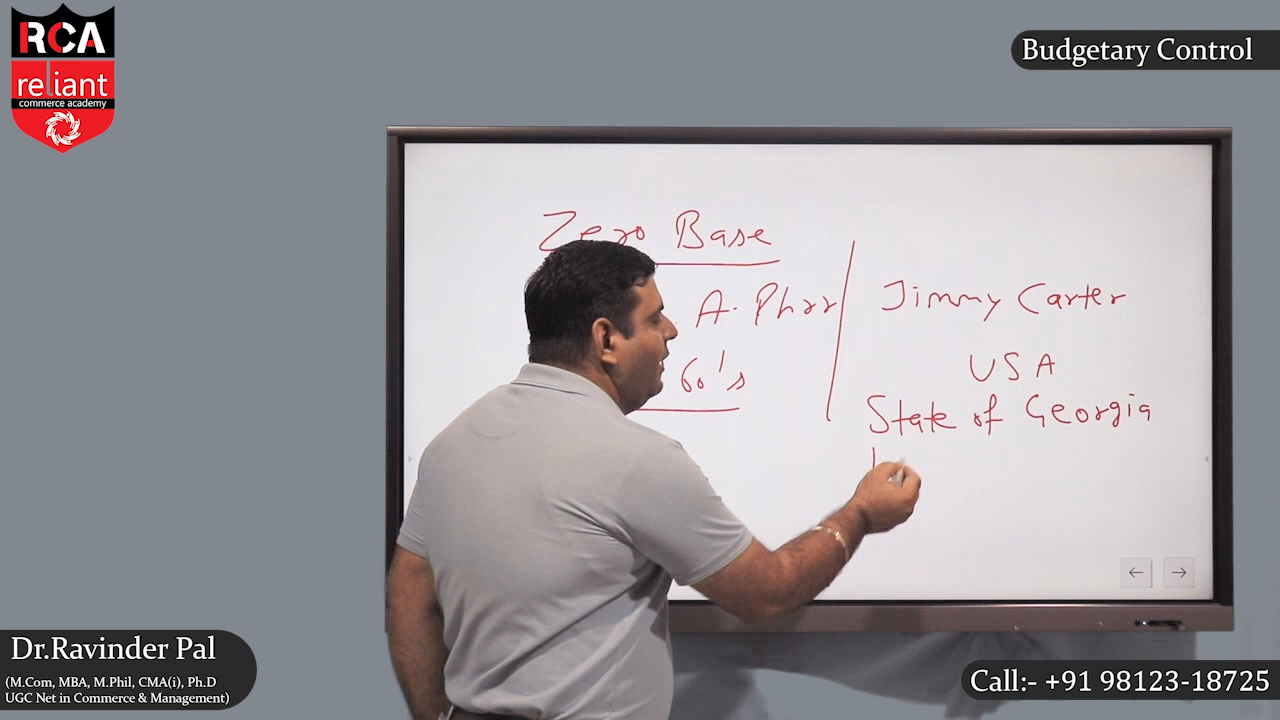 RCA
reliant
commerce academy
Budgetary Control
Zero Base
A. Phrr
60's
Jimmy Carter
USA
State of Georgia
Dr.Ravinder Pal
(M.Com, MBA, M.Phil, CMA(i), Ph.D
UGC Net in Commerce & Management)
Call:- +91 98123-18725